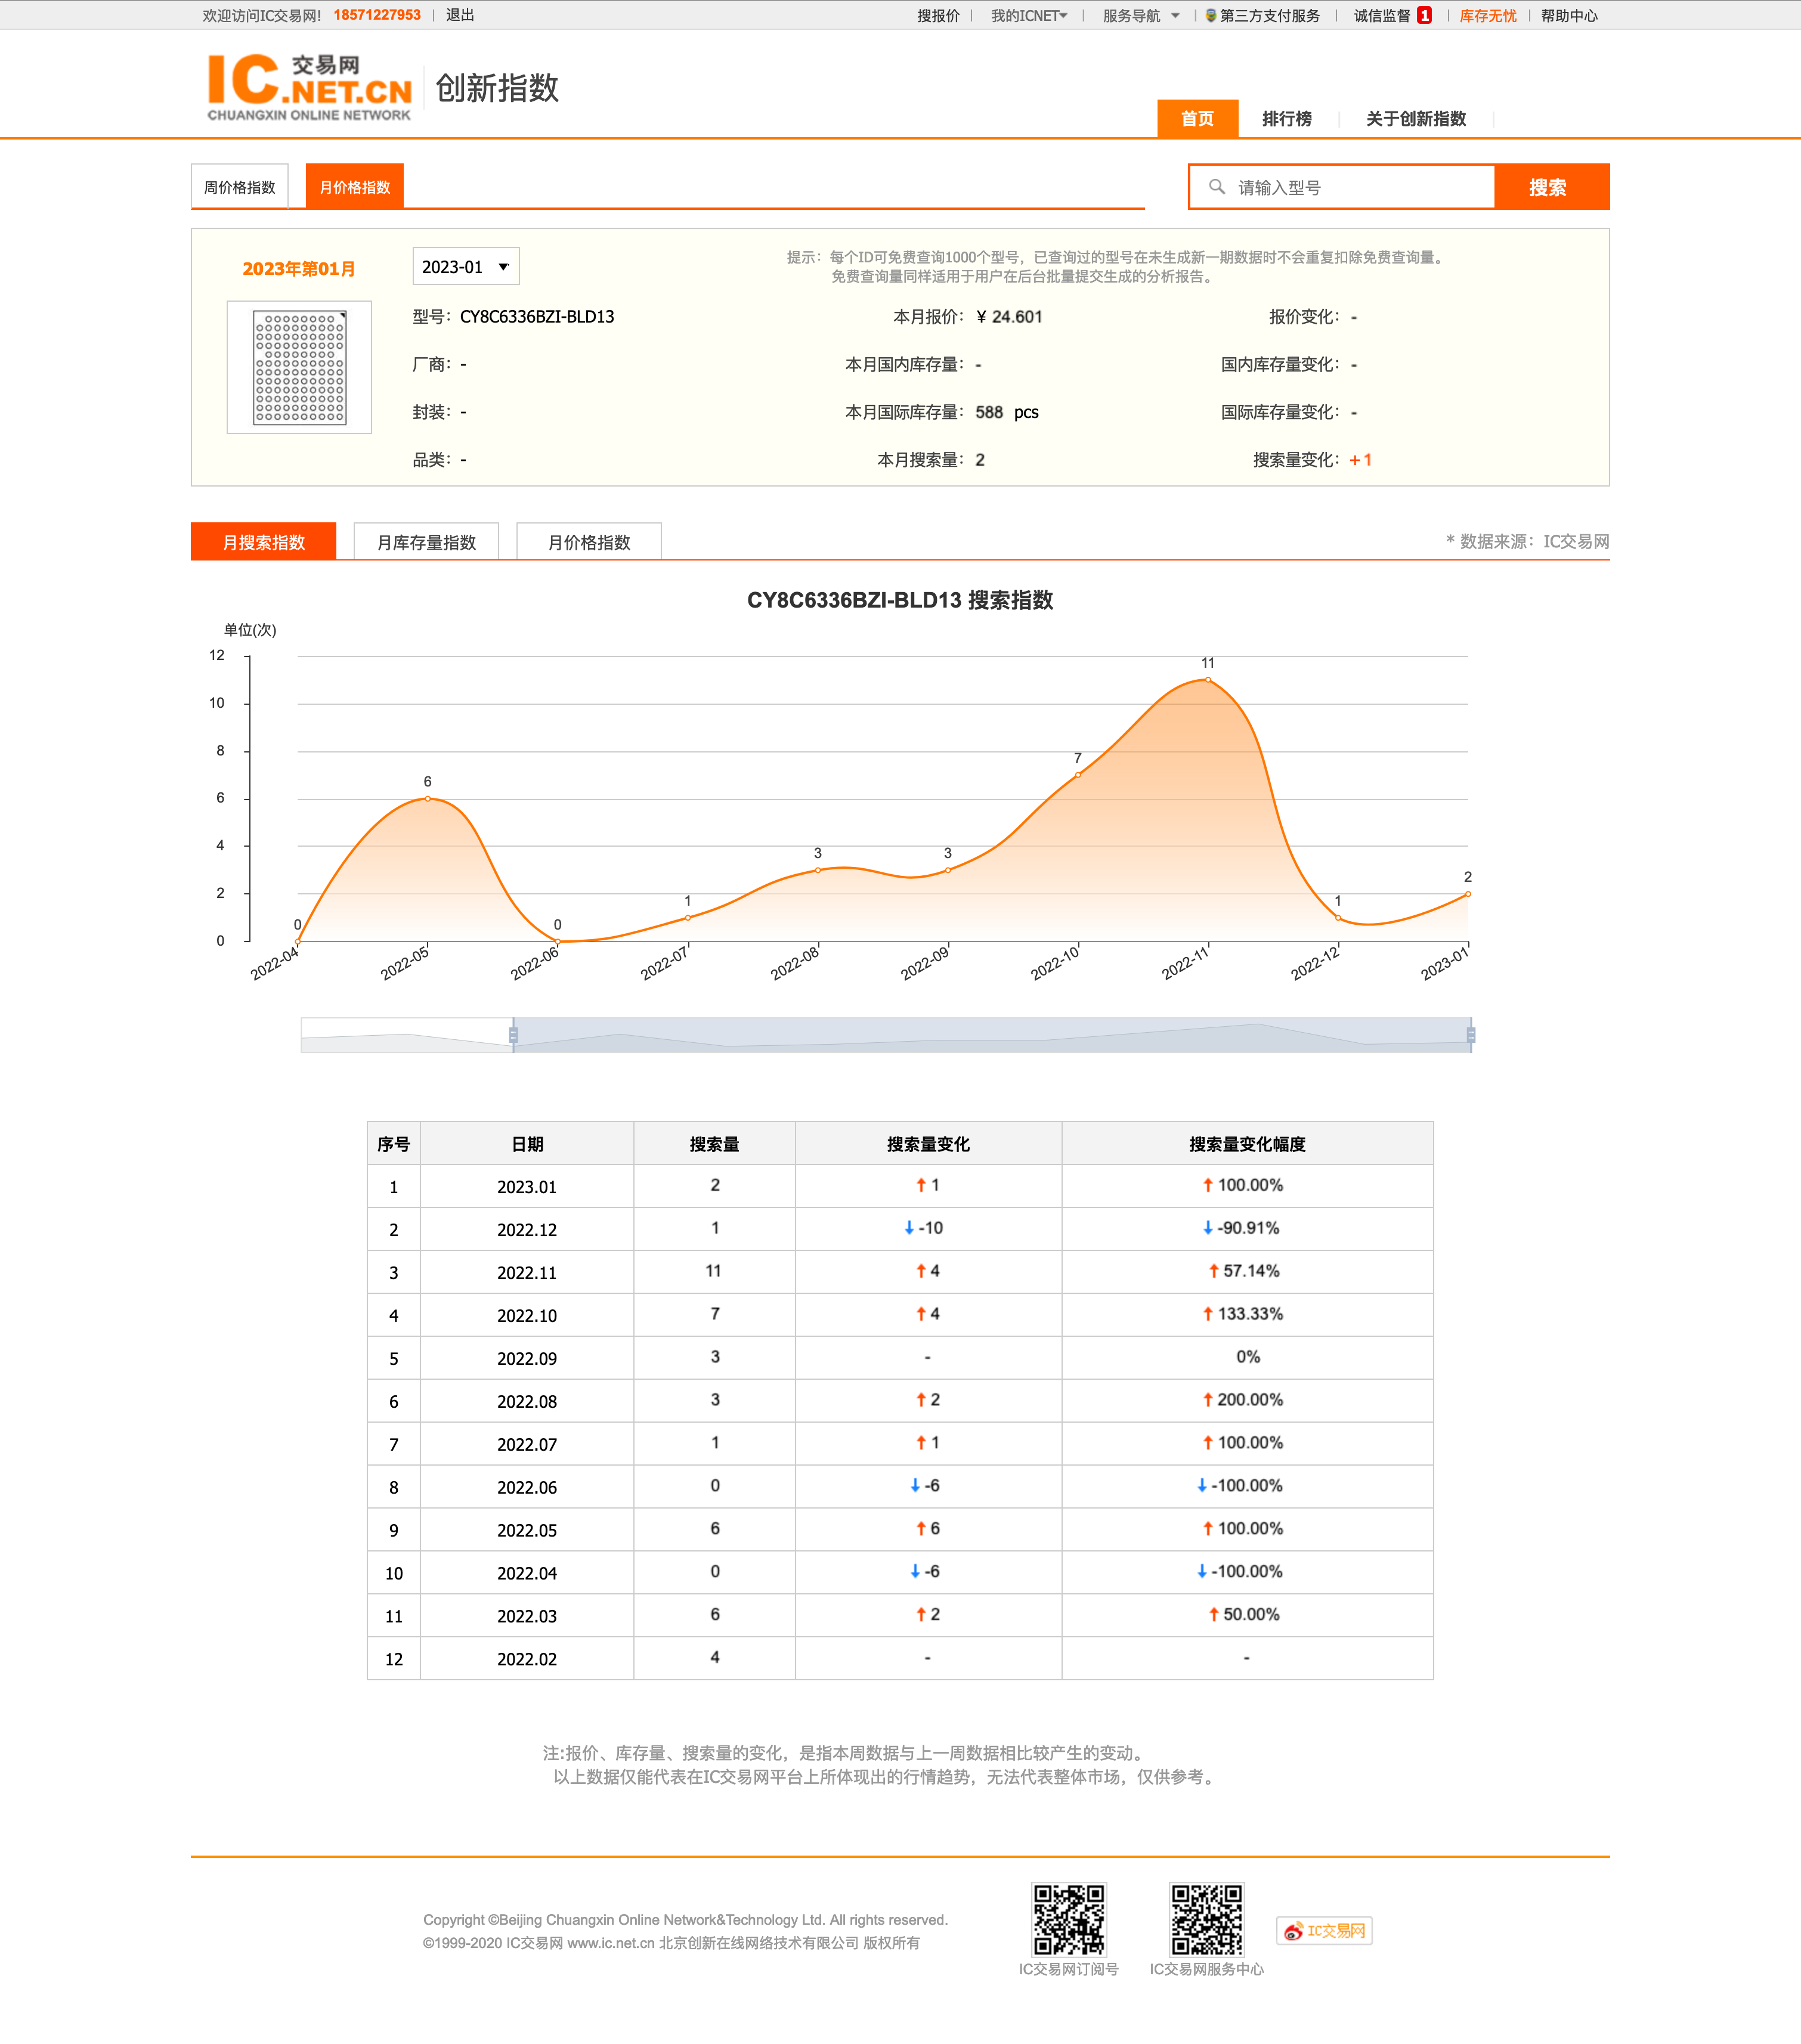 欢迎访问IC交易网! 18571227953 | 退出
搜报价 | 我的ICNET | 服务导航 | 第三方支付服务 | 诚信监督 1 | 库存无忧 | 帮助中心
IC 交易网
.NET.CN
CHUANGXIN ONLINE NETWORK
创新指数
首页 排行榜 关于创新指数
周价格指数 月价格指数
请输入型号 搜索
2023年第01月 2023-01
提示：每个ID可免费查询1000个型号，已查询过的型号在未生成新一期数据时不会重复扣除免费查询量。
免费查询量同样适用于用户在后台批量提交生成的分析报告。
型号：CY8C6336BZI-BLD13 本月报价：¥ 24.601 报价变化：-
厂商：- 本月国内库存量：- 国内库存量变化：-
封装：- 本月国际库存量：588 pcs 国际库存量变化：-
品类：- 本月搜索量：2 搜索量变化：+1
月搜索指数 月库存量指数 月价格指数 * 数据来源：IC交易网
CY8C6336BZI-BLD13 搜索指数
单位(次)
12
11
10
8
7
6
6
4
3
3
2
2
1
1
0
0
0
2022-04 2022-05 2022-06 2022-07 2022-08 2022-09 2022-10 2022-11 2022-12 2023-01
序号 日期 搜索量 搜索量变化 搜索量变化幅度
1 2023.01 2 ↑ 1 ↑ 100.00%
2 2022.12 1 ↓ -10 ↓ -90.91%
3 2022.11 11 ↑ 4 ↑ 57.14%
4 2022.10 7 ↑ 4 ↑ 133.33%
5 2022.09 3 - 0%
6 2022.08 3 ↑ 2 ↑ 200.00%
7 2022.07 1 ↑ 1 ↑ 100.00%
8 2022.06 0 ↓ -6 ↓ -100.00%
9 2022.05 6 ↑ 6 ↑ 100.00%
10 2022.04 0 ↓ -6 ↓ -100.00%
11 2022.03 6 ↑ 2 ↑ 50.00%
12 2022.02 4 - -
注:报价、库存量、搜索量的变化，是指本周数据与上一周数据相比较产生的变动。
以上数据仅能代表在IC交易网平台上所体现出的行情趋势，无法代表整体市场，仅供参考。
Copyright ©Beijing Chuangxin Online Network&Technology Ltd. All rights reserved.
©1999-2020 IC交易网 www.ic.net.cn 北京创新在线网络技术有限公司 版权所有
IC交易网订阅号 IC交易网服务中心
IC交易网